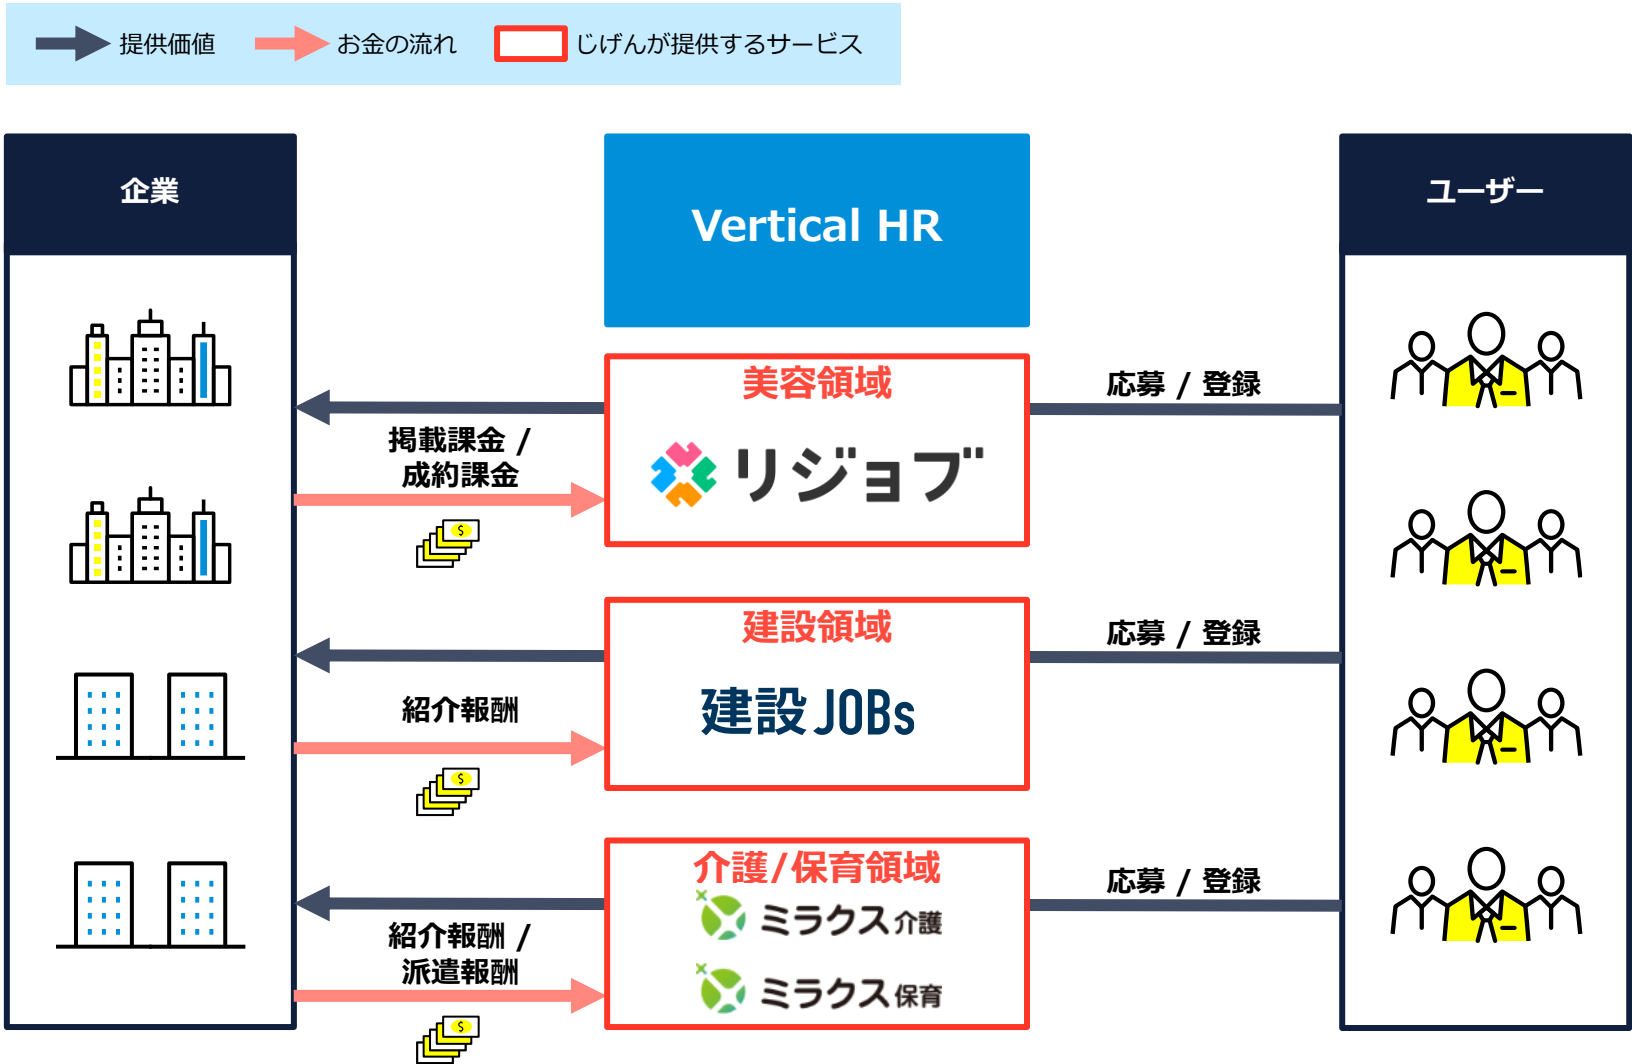 提供価値
お金の流れ
じげんが提供するサービス
企業
Vertical HR
ユーザー
美容領域
リジョブ
応募 / 登録
掲載課金 /
成約課金
$
建設領域
建設JOBs
応募 / 登録
紹介報酬
$
介護/保育領域
ミラクス介護
ミラクス保育
応募 / 登録
紹介報酬 /
派遣報酬
$